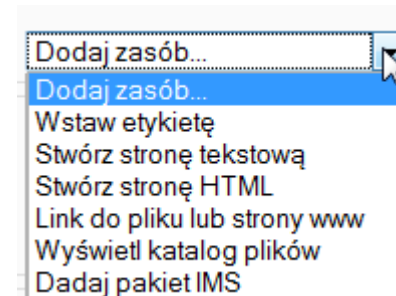 Dodaj zasób...
Dodaj zasób...
Wstaw etykietę
Stwórz stronę tekstową
Stwórz stronę HTML
Link do pliku lub strony www
Wyświetl katalog plików
Dadaj pakiet IMS